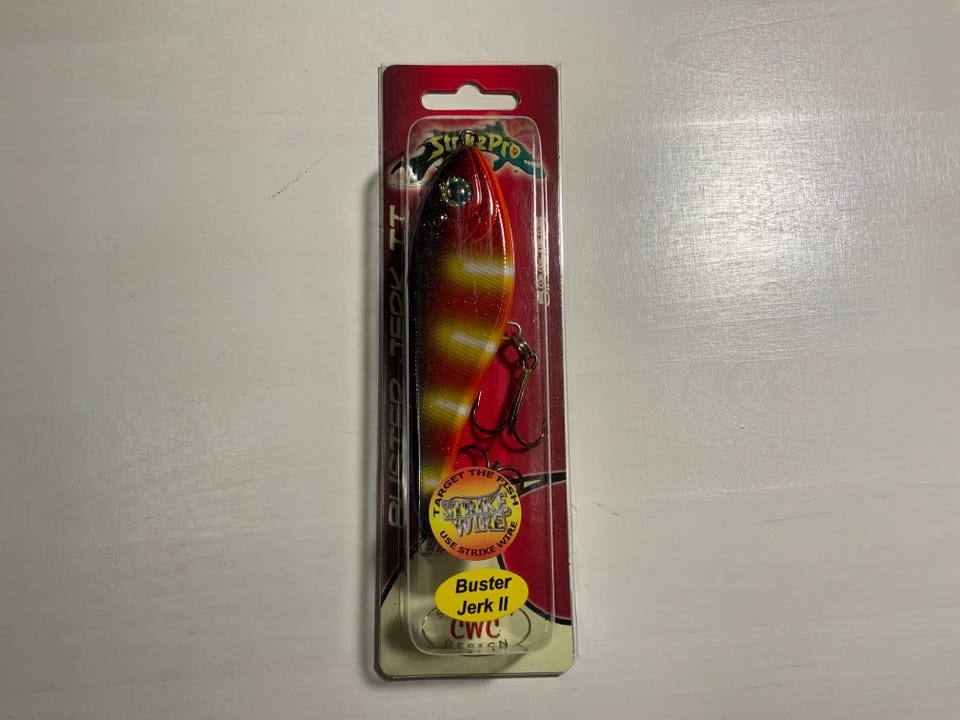 StrikePro
BUSTER JERK II
TARGET THE FISH
STRIKE
WIRE
USE STRIKE WIRE
Buster
Jerk II
CWC
DESIGN